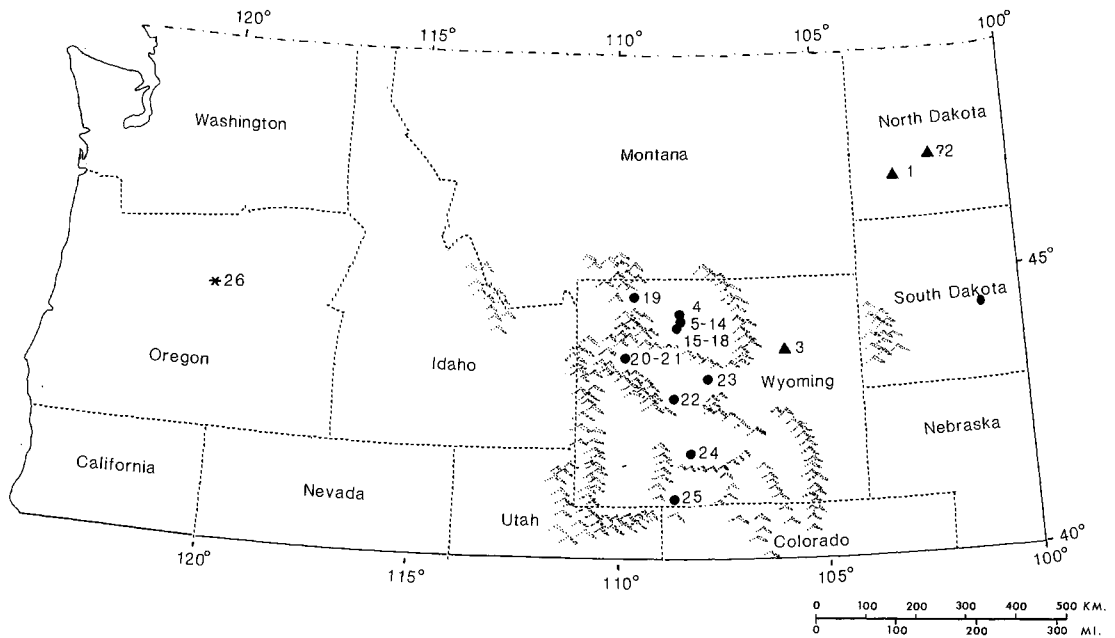 120° 115° 110° 105° 100°
Washington
Montana
North Dakota
?2
1
45°
South Dakota
*26
19
4
5-14
15-18
3
Oregon
Idaho
20-21
23
Wyoming
22
Nebraska
California
Nevada
Utah
24
25
Colorado
40°
120° 115° 110° 105° 100°
0 100 200 300 400 500 KM.
0 100 200 300 MI.